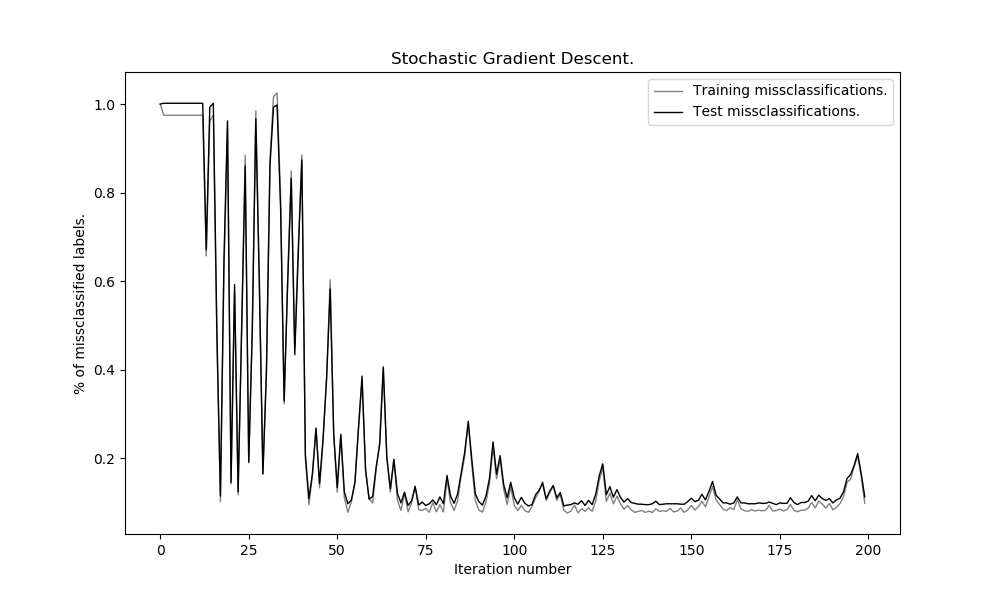 Stochastic Gradient Descent.
Training missclassifications.
Test missclassifications.
% of missclassified labels.
1.0
0.8
0.6
0.4
0.2
0 25 50 75 100 125 150 175 200
Iteration number